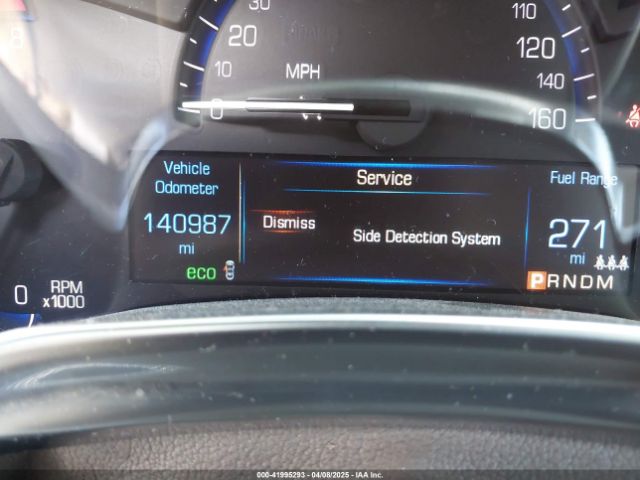 8
30
20
10
0
MPH
110
120
140
160
Vehicle
Odometer
140987
mi
eco
Service
Dismiss
Side Detection System
Fuel Range
271
mi
PRNDM
0
RPM
x1000
000-41995293 - 04/08/2025 - IAA Inc.